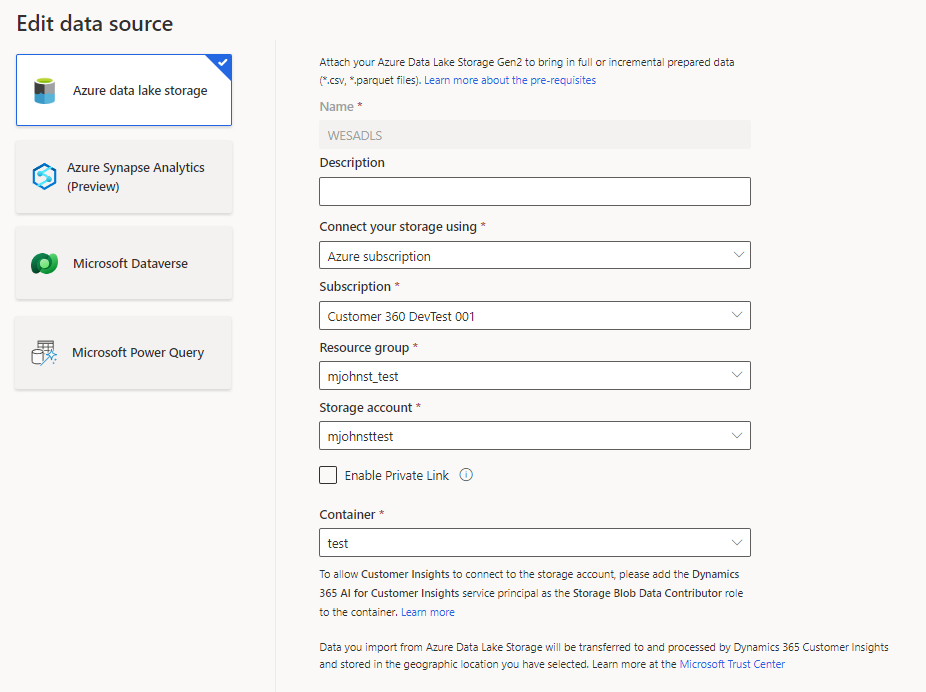 Edit data source
Azure data lake storage
Azure Synapse Analytics
(Preview)
Microsoft Dataverse
Microsoft Power Query
Attach your Azure Data Lake Storage Gen2 to bring in full or incremental prepared data
(*.csv, *.parquet files). Learn more about the pre-requisites
Name *
WESADLS
Description
Connect your storage using *
Azure subscription
Subscription *
Customer 360 DevTest 001
Resource group *
mjohnst_test
Storage account *
mjohnsttest
Enable Private Link
Container *
test
To allow Customer Insights to connect to the storage account, please add the Dynamics
365 AI for Customer Insights service principal as the Storage Blob Data Contributor role
to the container. Learn more
Data you import from Azure Data Lake Storage will be transferred to and processed by Dynamics 365 Customer Insights
and stored in the geographic location you have selected. Learn more at the Microsoft Trust Center